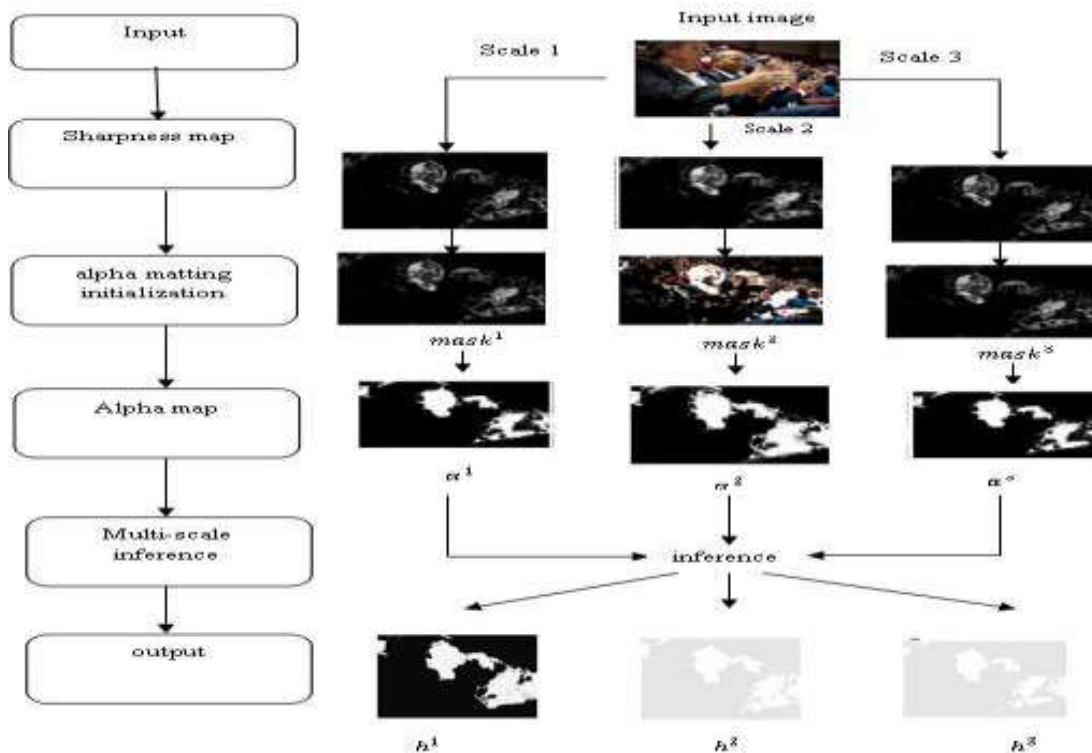 Input
Sharpness map
alpha matting
initialization
Alpha map
Multi-scale
inference
output
Input image
Scale 1
Scale 3
Scale 2
mask¹
mask²
mask³
α¹
α²
α³
inference
h¹
h²
h³